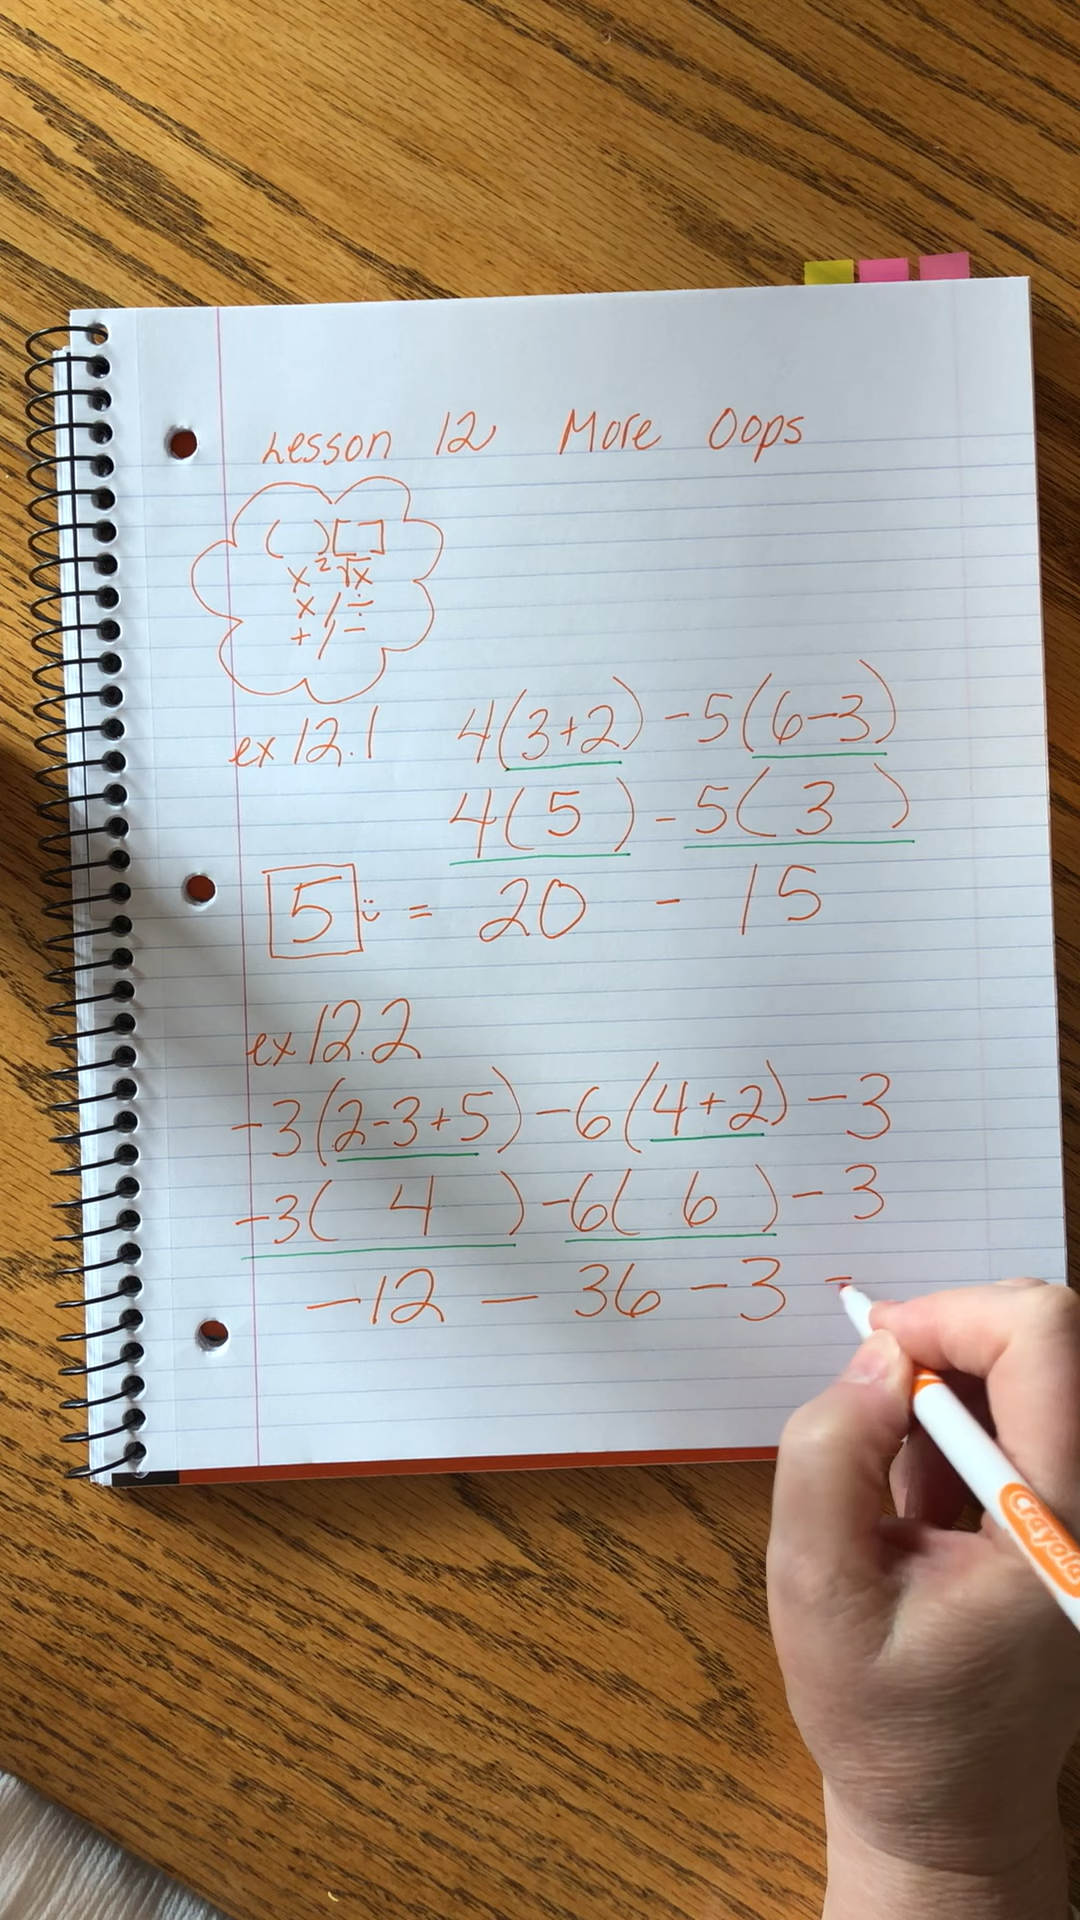 Lesson 12 More Oops
( ) [ ]
x² √x
x / ÷
+ / −
ex 12.1 4(3+2) −5(6−3)
4(5) − 5(3)
5 :) = 20 − 15
ex 12.2
−3(2−3+5) −6(4+2) −3
−3(4) −6(6) −3
−12 − 36 −3 =
Crayola